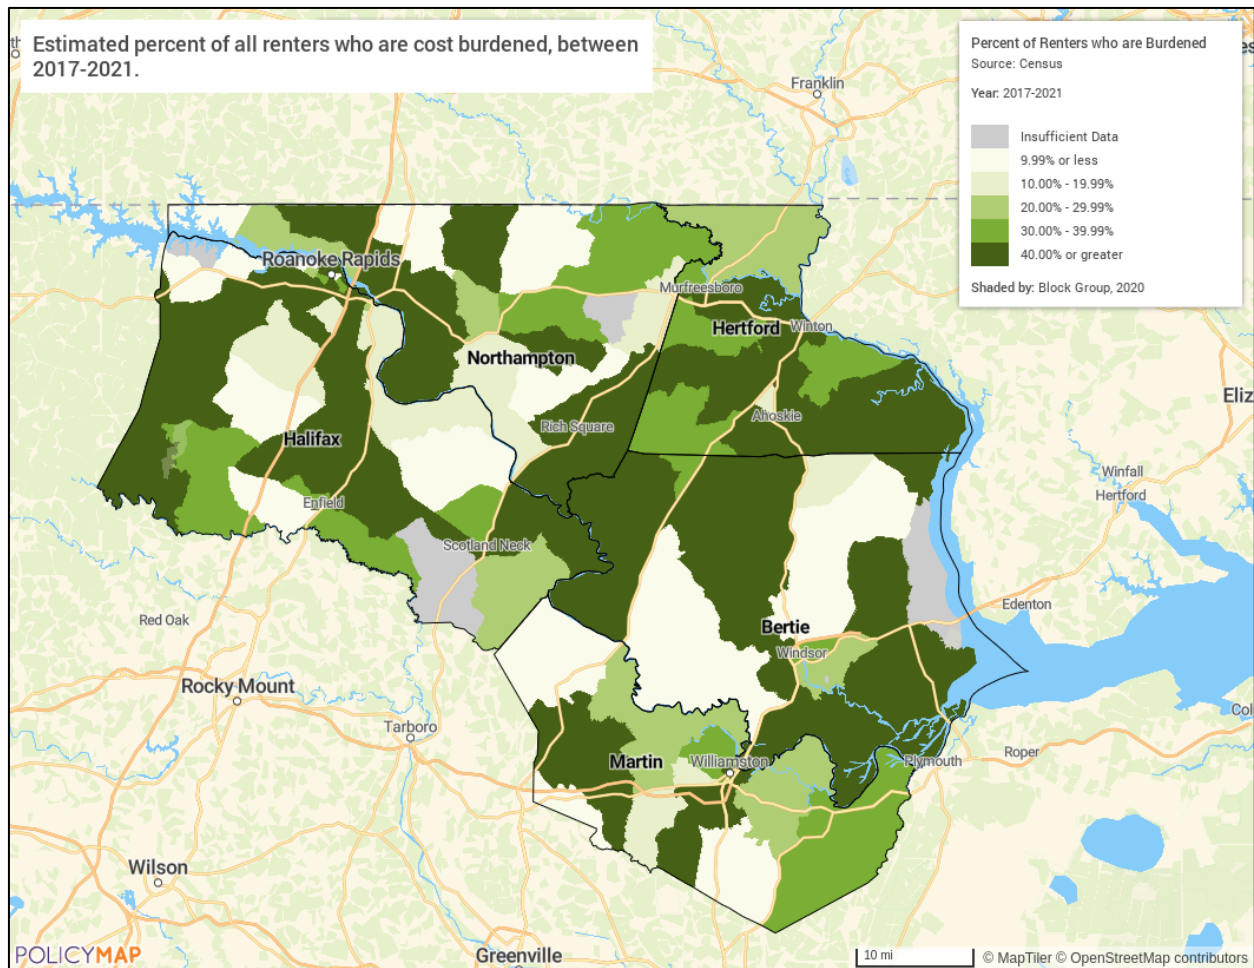 Estimated percent of all renters who are cost burdened, between
2017-2021.
Percent of Renters who are Burdened
Source: Census
Year: 2017-2021
Insufficient Data
9.99% or less
10.00% - 19.99%
20.00% - 29.99%
30.00% - 39.99%
40.00% or greater
Shaded by: Block Group, 2020
Franklin
Roanoke Rapids
Murfreesboro
Hertford
Winton
Northampton
Eliz
Ahoskie
Rich Square
Halifax
Winfall
Hertford
Enfield
Scotland Neck
Edenton
Red Oak
Bertie
Windsor
Rocky Mount
Col
Tarboro
Roper
Martin
Williamston
Plymouth
Wilson
Greenville
POLICYMAP
10 mi
© MapTiler © OpenStreetMap contributors